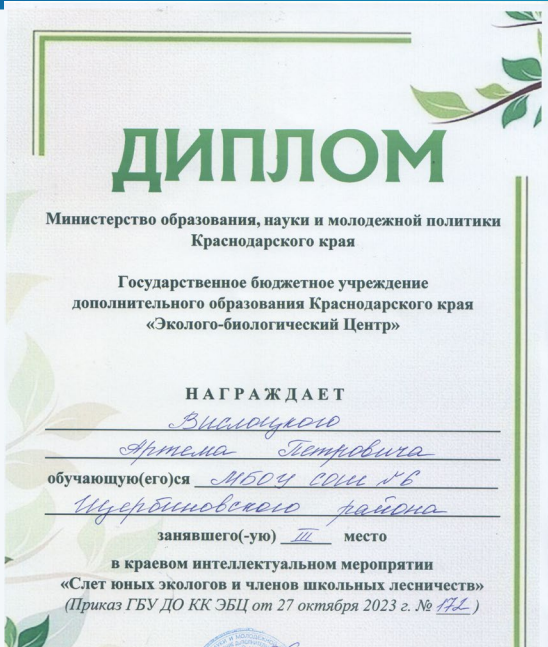 ДИПЛОМ
Министерство образования, науки и молодежной политики
Краснодарского края
Государственное бюджетное учреждение
дополнительного образования Краснодарского края
«Эколого-биологический Центр»
НАГРАЖДАЕТ
Вислоцкого
Артема Петровича
обучающую(его)ся МБОУ СОШ №6
Щербиновского района
занявшего(-ую) III место
в краевом интеллектуальном меропрятии
«Слет юных экологов и членов школьных лесничеств»
(Приказ ГБУ ДО КК ЭБЦ от 27 октября 2023 г. № 172 )